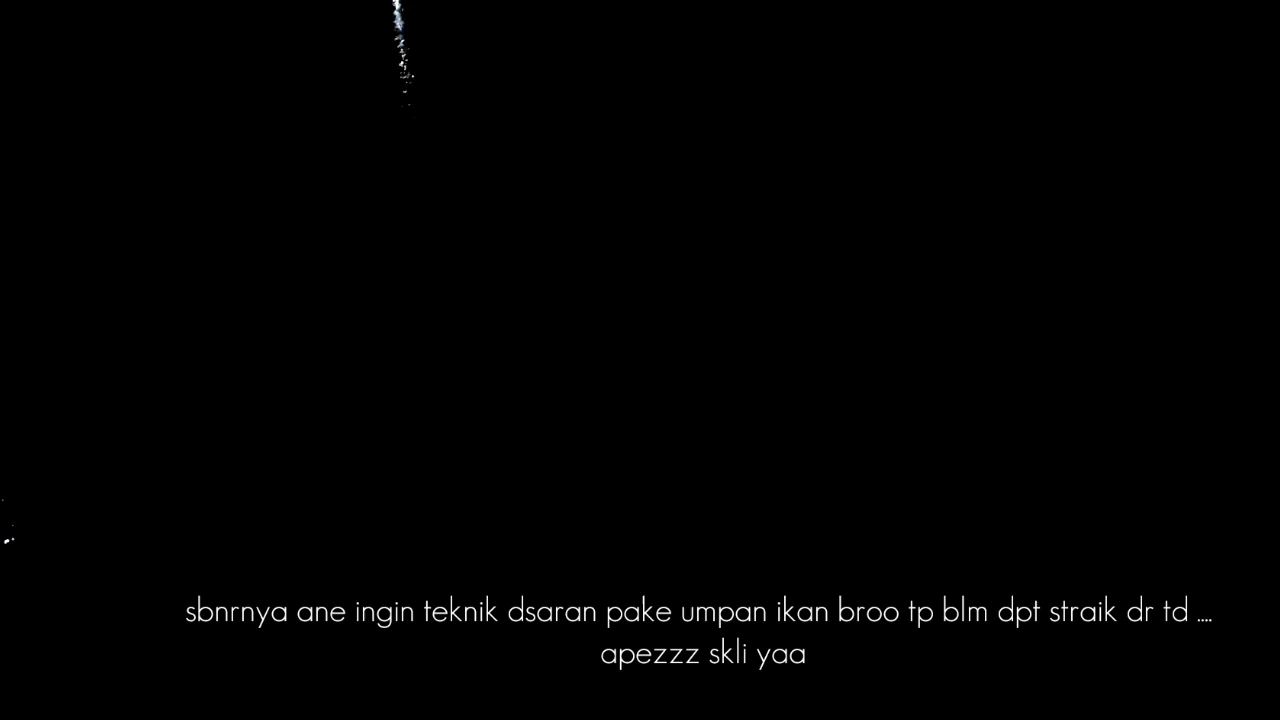 sbnrnya ane ingin teknik dsaran pake umpan ikan broo tp blm dpt straik dr td ....
apezzz skli yaa